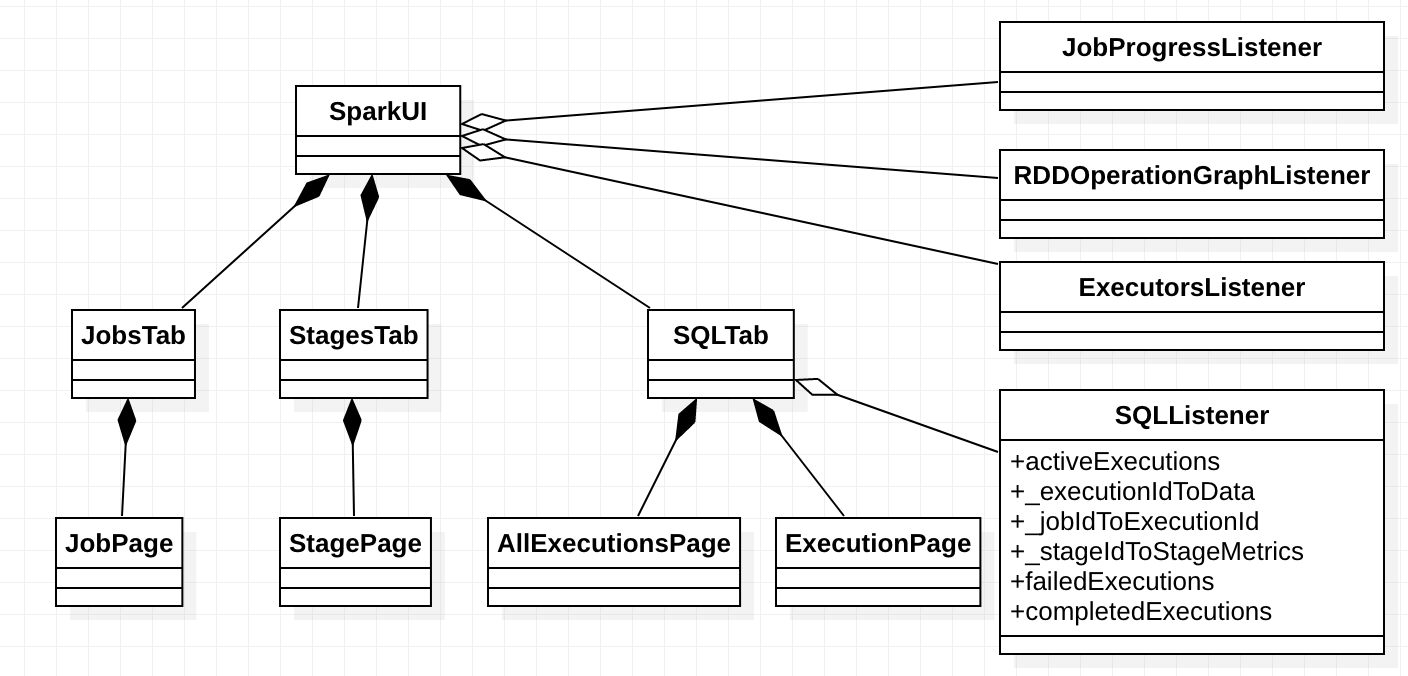 JobProgressListener
SparkUI
RDDOperationGraphListener
ExecutorsListener
JobsTab
StagesTab
SQLTab
SQLListener
+activeExecutions
+_executionIdToData
+_jobIdToExecutionId
+_stageIdToStageMetrics
+failedExecutions
+completedExecutions
JobPage
StagePage
AllExecutionsPage
ExecutionPage